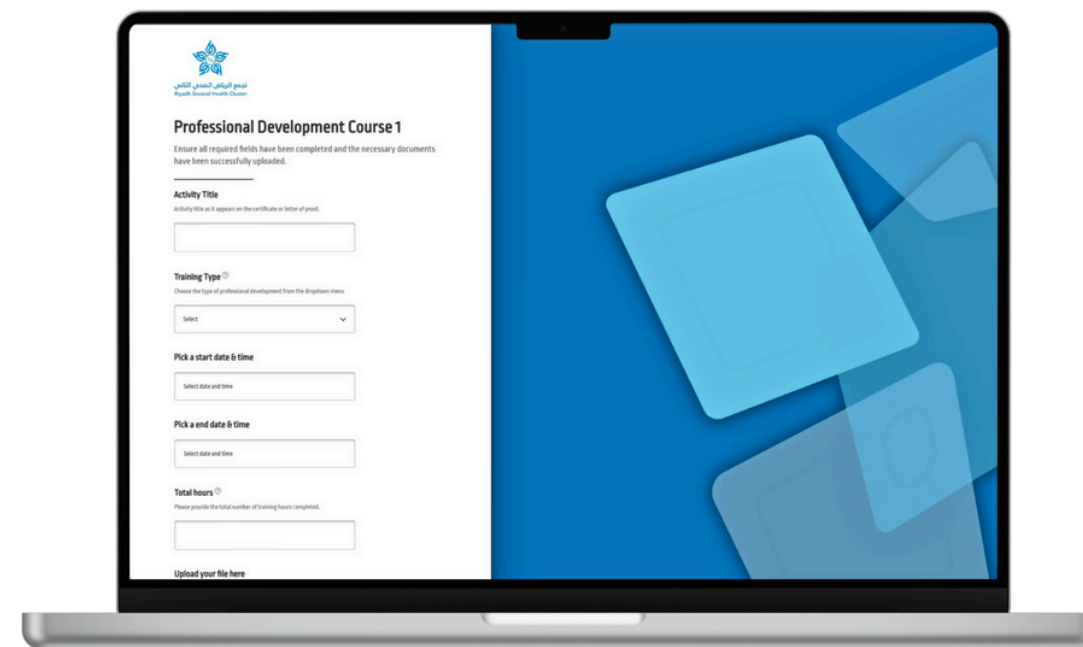 تجمع الرياض الصحي الثاني
Riyadh Second Health Cluster
Professional Development Course 1
Ensure all required fields have been completed and the necessary documents
have been successfully uploaded.
Activity Title
Activity title as it appears on the certificate or letter of proof.
Training Type ?
Choose the type of professional development from the dropdown menu
Select
Pick a start date & time
Select date and time
Pick a end date & time
Select date and time
Total hours ?
Please provide the total number of training hours completed.
Upload your file here